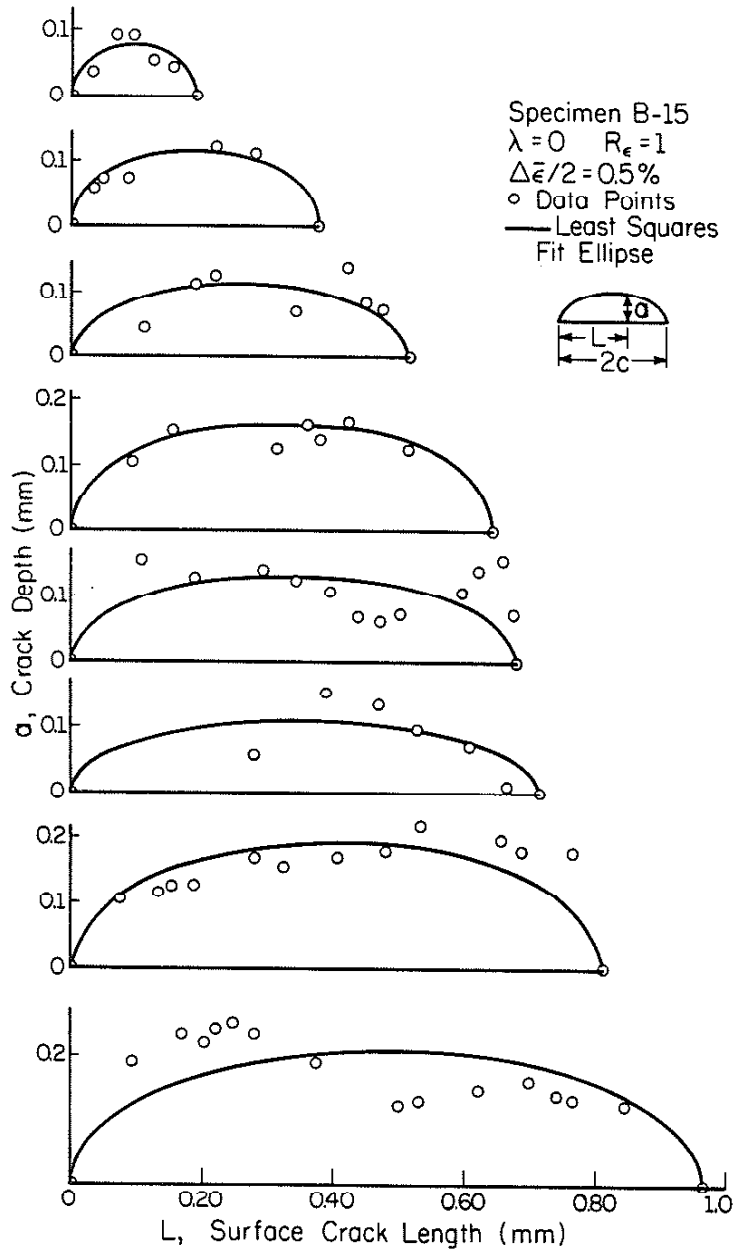 0.1
0
Specimen B-15
λ = 0 Rϵ = 1
Δε̄/2 = 0.5%
○ Data Points
— Least Squares
Fit Ellipse
0.1
0
0.1
0
a
L
2c
0.2
0.1
0
0.1
0
0.1
0
0.2
0.1
0
0.2
0 0.20 0.40 0.60 0.80 1.0
a, Crack Depth (mm)
L, Surface Crack Length (mm)